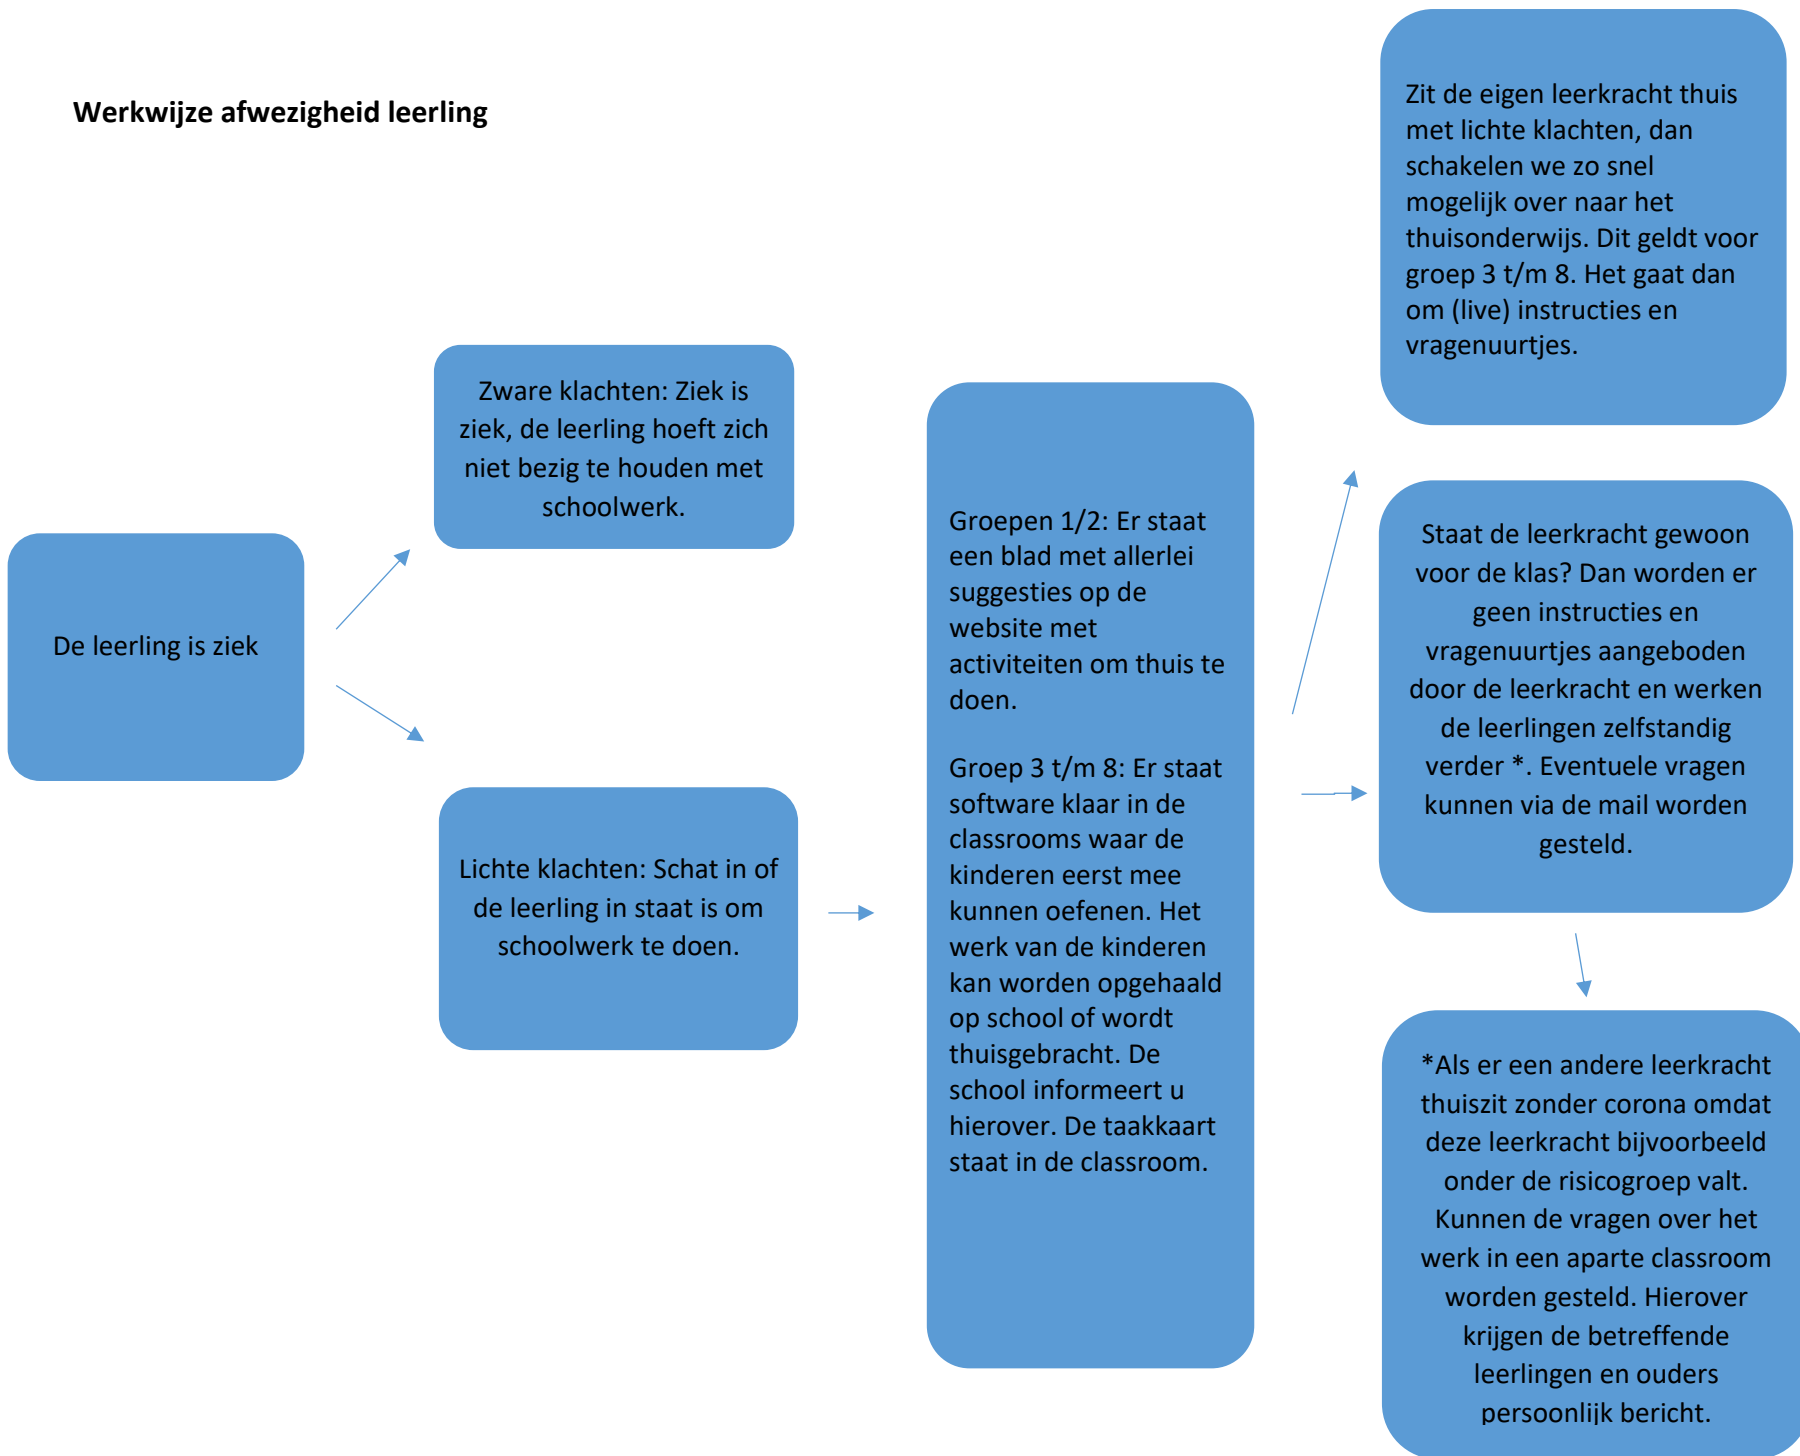 Werkwijze afwezigheid leerling
De leerling is ziek
Zware klachten: Ziek is
ziek, de leerling hoeft zich
niet bezig te houden met
schoolwerk.
Lichte klachten: Schat in of
de leerling in staat is om
schoolwerk te doen.
Groepen 1/2: Er staat
een blad met allerlei
suggesties op de
website met
activiteiten om thuis te
doen.
Groep 3 t/m 8: Er staat
software klaar in de
classrooms waar de
kinderen eerst mee
kunnen oefenen. Het
werk van de kinderen
kan worden opgehaald
op school of wordt
thuisgebracht. De
school informeert u
hierover. De taakkaart
staat in de classroom.
Zit de eigen leerkracht thuis
met lichte klachten, dan
schakelen we zo snel
mogelijk over naar het
thuisonderwijs. Dit geldt voor
groep 3 t/m 8. Het gaat dan
om (live) instructies en
vragenuurtjes.
Staat de leerkracht gewoon
voor de klas? Dan worden er
geen instructies en
vragenuurtjes aangeboden
door de leerkracht en werken
de leerlingen zelfstandig
verder *. Eventuele vragen
kunnen via de mail worden
gesteld.
*Als er een andere leerkracht
thuiszit zonder corona omdat
deze leerkracht bijvoorbeeld
onder de risicogroep valt.
Kunnen de vragen over het
werk in een aparte classroom
worden gesteld. Hierover
krijgen de betreffende
leerlingen en ouders
persoonlijk bericht.